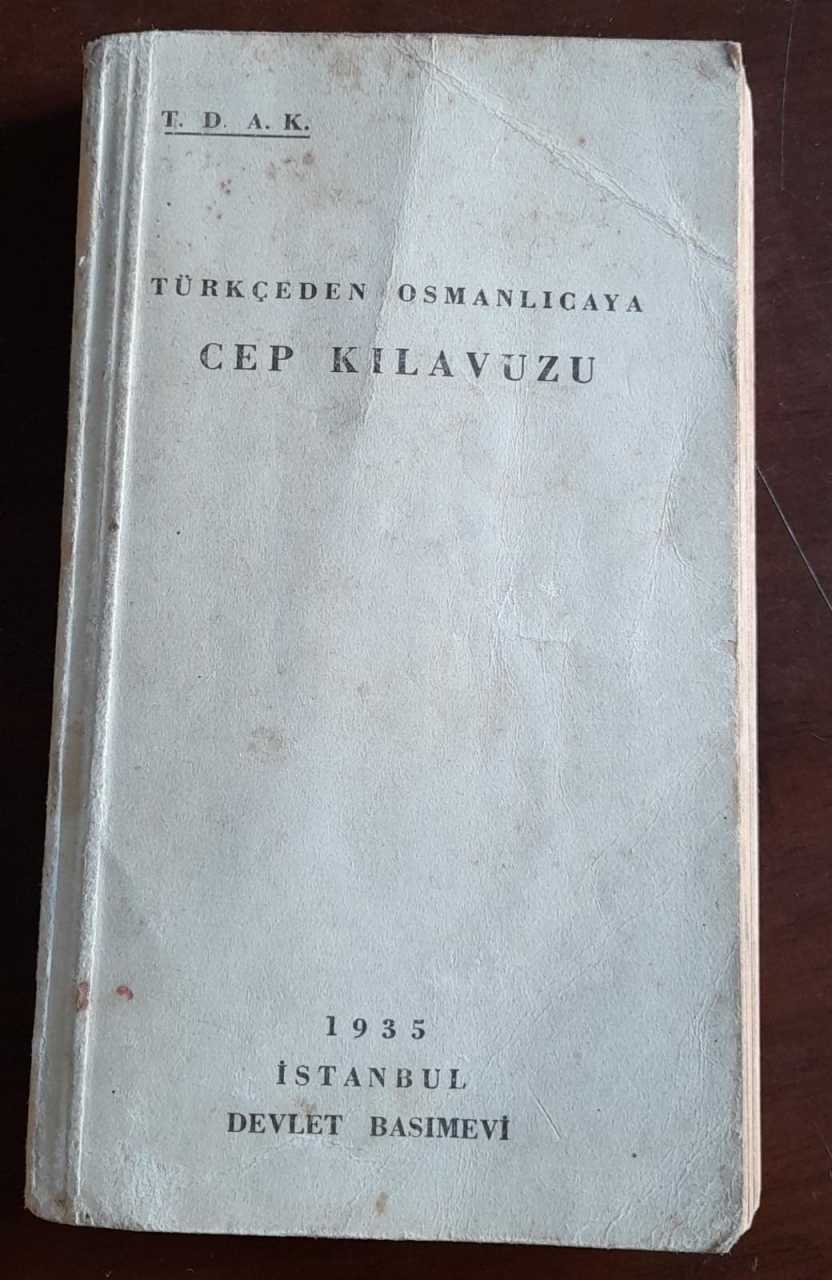 T. D. A. K.
TÜRKÇEDEN OSMANLICAYA
CEP KILAVUZU
1935
İSTANBUL
DEVLET BASIMEVİ